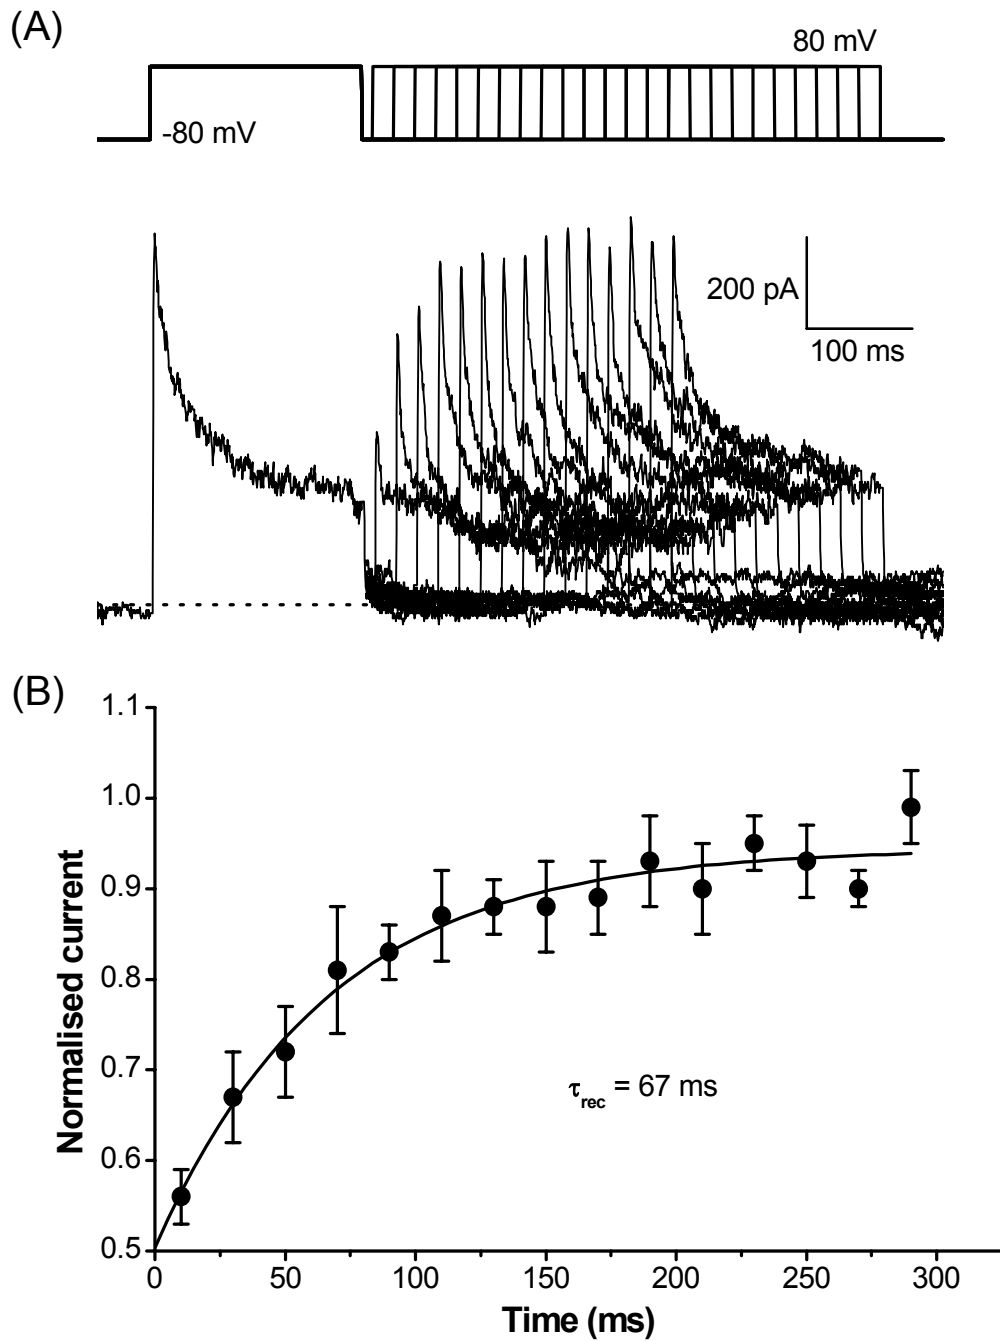 (A)
80 mV
-80 mV
200 pA
100 ms
(B)
1.1
1.0
0.9
0.8
0.7
0.6
0.5
Normalised current
τrec = 67 ms
0 50 100 150 200 250 300
Time (ms)